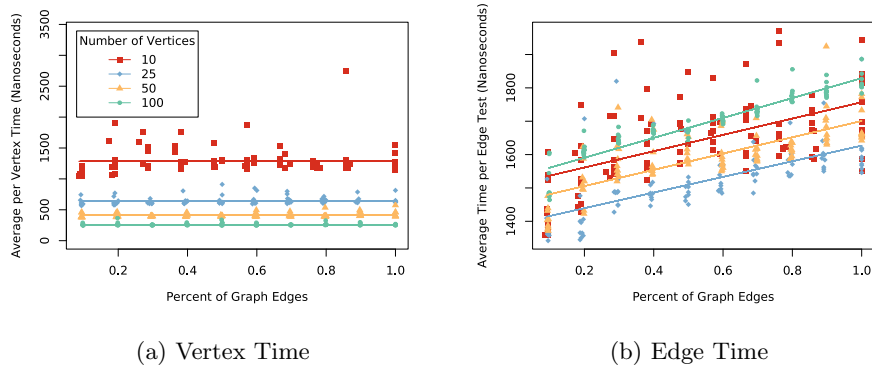 Average per Vertex Time (Nanoseconds)
3500
2500
1500
500
0
Number of Vertices
10
25
50
100
0.2 0.4 0.6 0.8 1.0
Percent of Graph Edges
(a) Vertex Time
Average Time per Edge Test (Nanoseconds)
1800
1600
1400
0.2 0.4 0.6 0.8 1.0
Percent of Graph Edges
(b) Edge Time